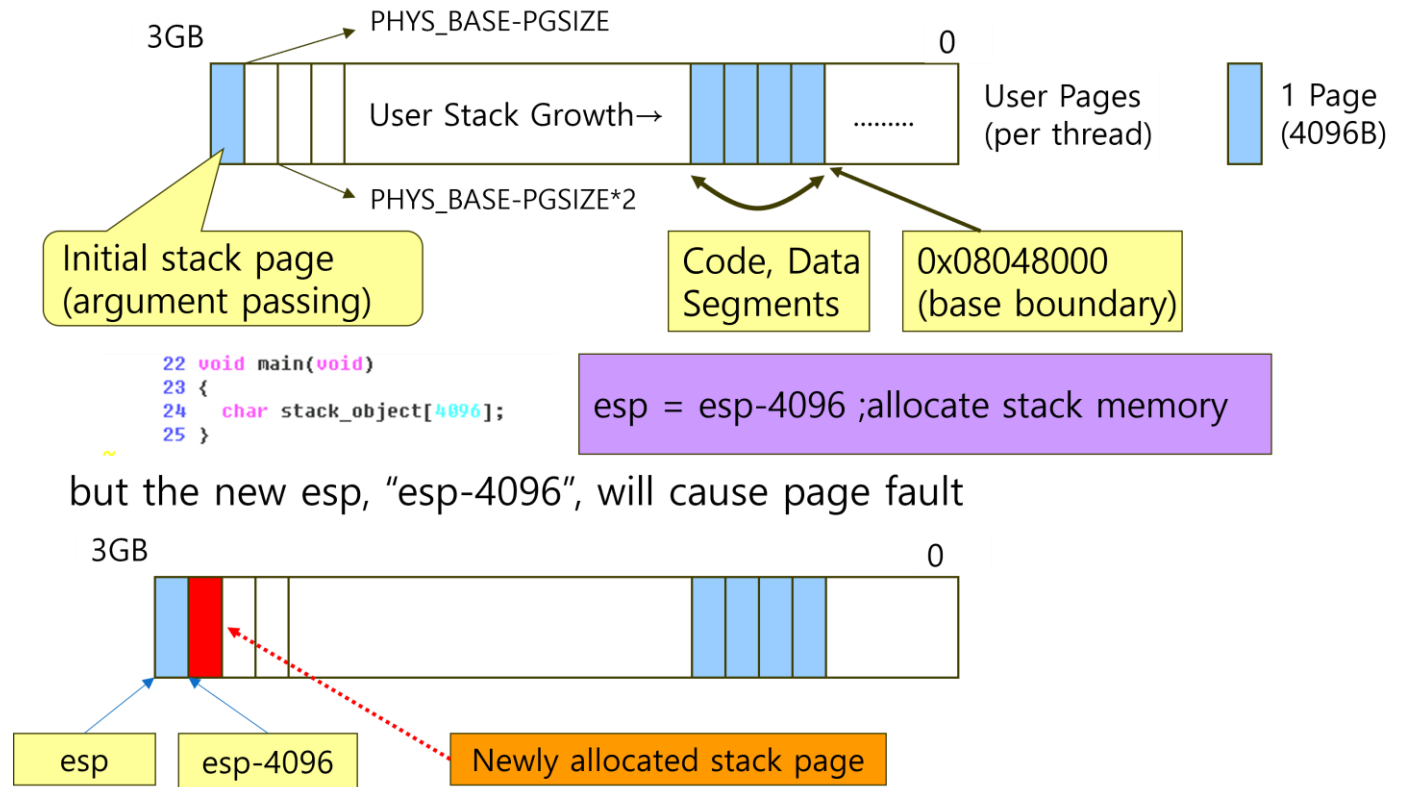 3GB
PHYS_BASE-PGSIZE
0
User Stack Growth→
.........
User Pages
(per thread)
1 Page
(4096B)
PHYS_BASE-PGSIZE*2
Initial stack page
(argument passing)
Code, Data
Segments
0x08048000
(base boundary)
22 void main(void)
23 {
24   char stack_object[4096];
25 }
~
esp = esp-4096 ;allocate stack memory
but the new esp, “esp-4096”, will cause page fault
3GB
0
esp
esp-4096
Newly allocated stack page